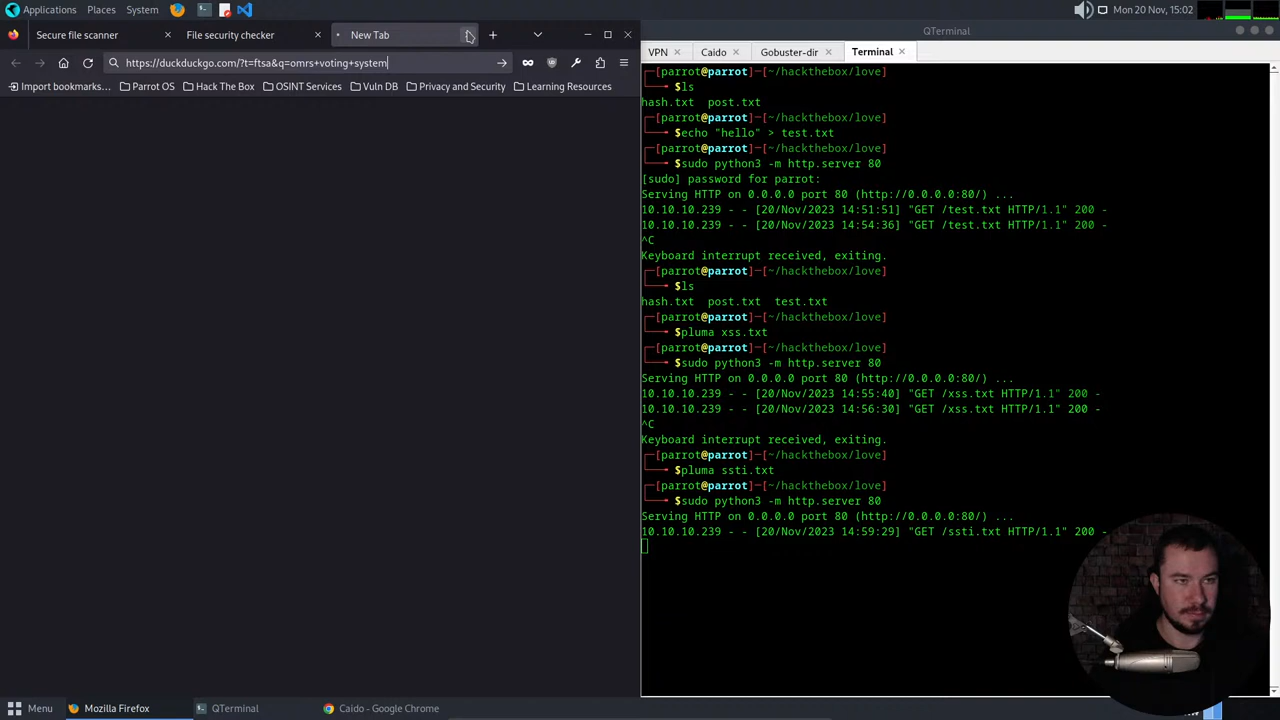 Applications Places System Mon 20 Nov, 15:02
Secure file scanner File security checker New Tab
https://duckduckgo.com/?t=ftsa&q=omrs+voting+system
Import bookmarks... Parrot OS Hack The Box OSINT Services Vuln DB Privacy and Security Learning Resources
QTerminal
VPN Caido Gobuster-dir Terminal
┌─[parrot@parrot]─[~/hackthebox/love]
└──╼ $ls
hash.txt post.txt
┌─[parrot@parrot]─[~/hackthebox/love]
└──╼ $echo "hello" > test.txt
┌─[parrot@parrot]─[~/hackthebox/love]
└──╼ $sudo python3 -m http.server 80
[sudo] password for parrot:
Serving HTTP on 0.0.0.0 port 80 (http://0.0.0.0:80/) ...
10.10.10.239 - - [20/Nov/2023 14:51:51] "GET /test.txt HTTP/1.1" 200 -
10.10.10.239 - - [20/Nov/2023 14:54:36] "GET /test.txt HTTP/1.1" 200 -
^C
Keyboard interrupt received, exiting.
┌─[parrot@parrot]─[~/hackthebox/love]
└──╼ $ls
hash.txt post.txt test.txt
┌─[parrot@parrot]─[~/hackthebox/love]
└──╼ $pluma xss.txt
┌─[parrot@parrot]─[~/hackthebox/love]
└──╼ $sudo python3 -m http.server 80
Serving HTTP on 0.0.0.0 port 80 (http://0.0.0.0:80/) ...
10.10.10.239 - - [20/Nov/2023 14:55:40] "GET /xss.txt HTTP/1.1" 200 -
10.10.10.239 - - [20/Nov/2023 14:56:30] "GET /xss.txt HTTP/1.1" 200 -
^C
Keyboard interrupt received, exiting.
┌─[parrot@parrot]─[~/hackthebox/love]
└──╼ $pluma ssti.txt
┌─[parrot@parrot]─[~/hackthebox/love]
└──╼ $sudo python3 -m http.server 80
Serving HTTP on 0.0.0.0 port 80 (http://0.0.0.0:80/) ...
10.10.10.239 - - [20/Nov/2023 14:59:29] "GET /ssti.txt HTTP/1.1" 200 -
Menu Mozilla Firefox QTerminal Caido - Google Chrome